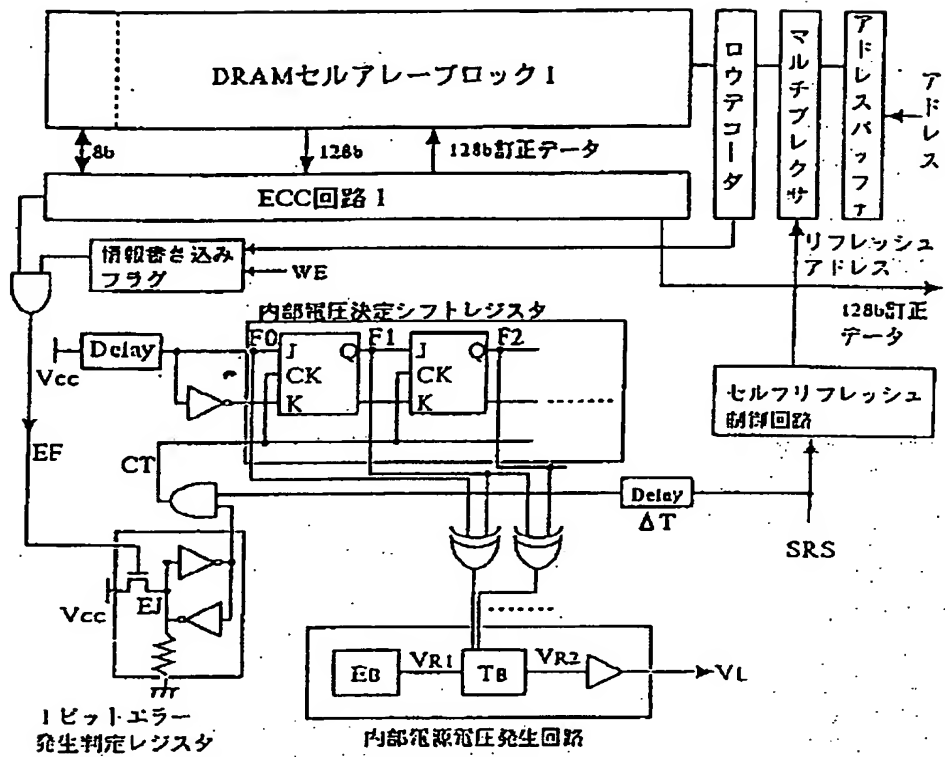 DRAMセルアレーブロック1
8b
128b
128b訂正データ
ECC回路1
ロウデコーダ
マルチプレクサ
アドレスバッファ
アドレス
情報書き込み
フラグ
WE
リフレッシュ
アドレス
128b訂正
データ
内部電圧決定シフトレジスタ
Vcc
Delay
F0
J
Q
CK
K
F1
J
Q
CK
K
F2
セルフリフレッシュ
制御回路
EF
CT
Delay
ΔT
SRS
Vcc
EJ
1ビットエラー
発生判定レジスタ
EB
VR1
TB
VR2
VL
内部電源電圧発生回路